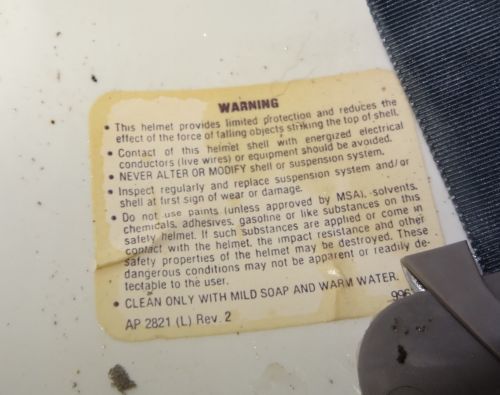 WARNING
• This helmet provides limited protection and reduces the
effect of the force of falling objects striking the top of shell.
• Contact of this helmet shell with energized electrical
conductors (live wires) or equipment should be avoided.
• NEVER ALTER OR MODIFY shell or suspension system.
• Inspect regularly and replace suspension system and/or
shell at first sign of wear or damage.
• Do not use paints (unless approved by MSA), solvents,
chemicals, adhesives, gasoline or like substances on this
safety helmet. If such substances are applied or come in
contact with the helmet, the impact resistance and other
safety properties of the helmet may be destroyed. These
dangerous conditions may not be apparent or readily de-
tectable to the user.
• CLEAN ONLY WITH MILD SOAP AND WARM WATER.
AP 2821 (L) Rev. 2